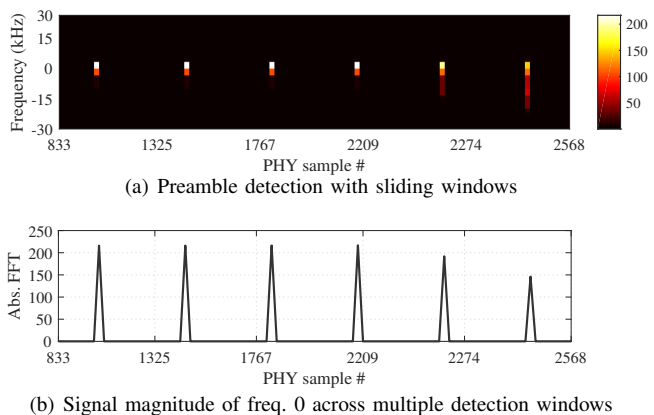 30
15
0
-15
-30
Frequency (kHz)
833 1325 1767 2209 2274 2568
PHY sample #
200
150
100
50
(a) Preamble detection with sliding windows
250
200
150
100
50
0
Abs. FFT
833 1325 1767 2209 2274 2568
PHY sample #
(b) Signal magnitude of freq. 0 across multiple detection windows